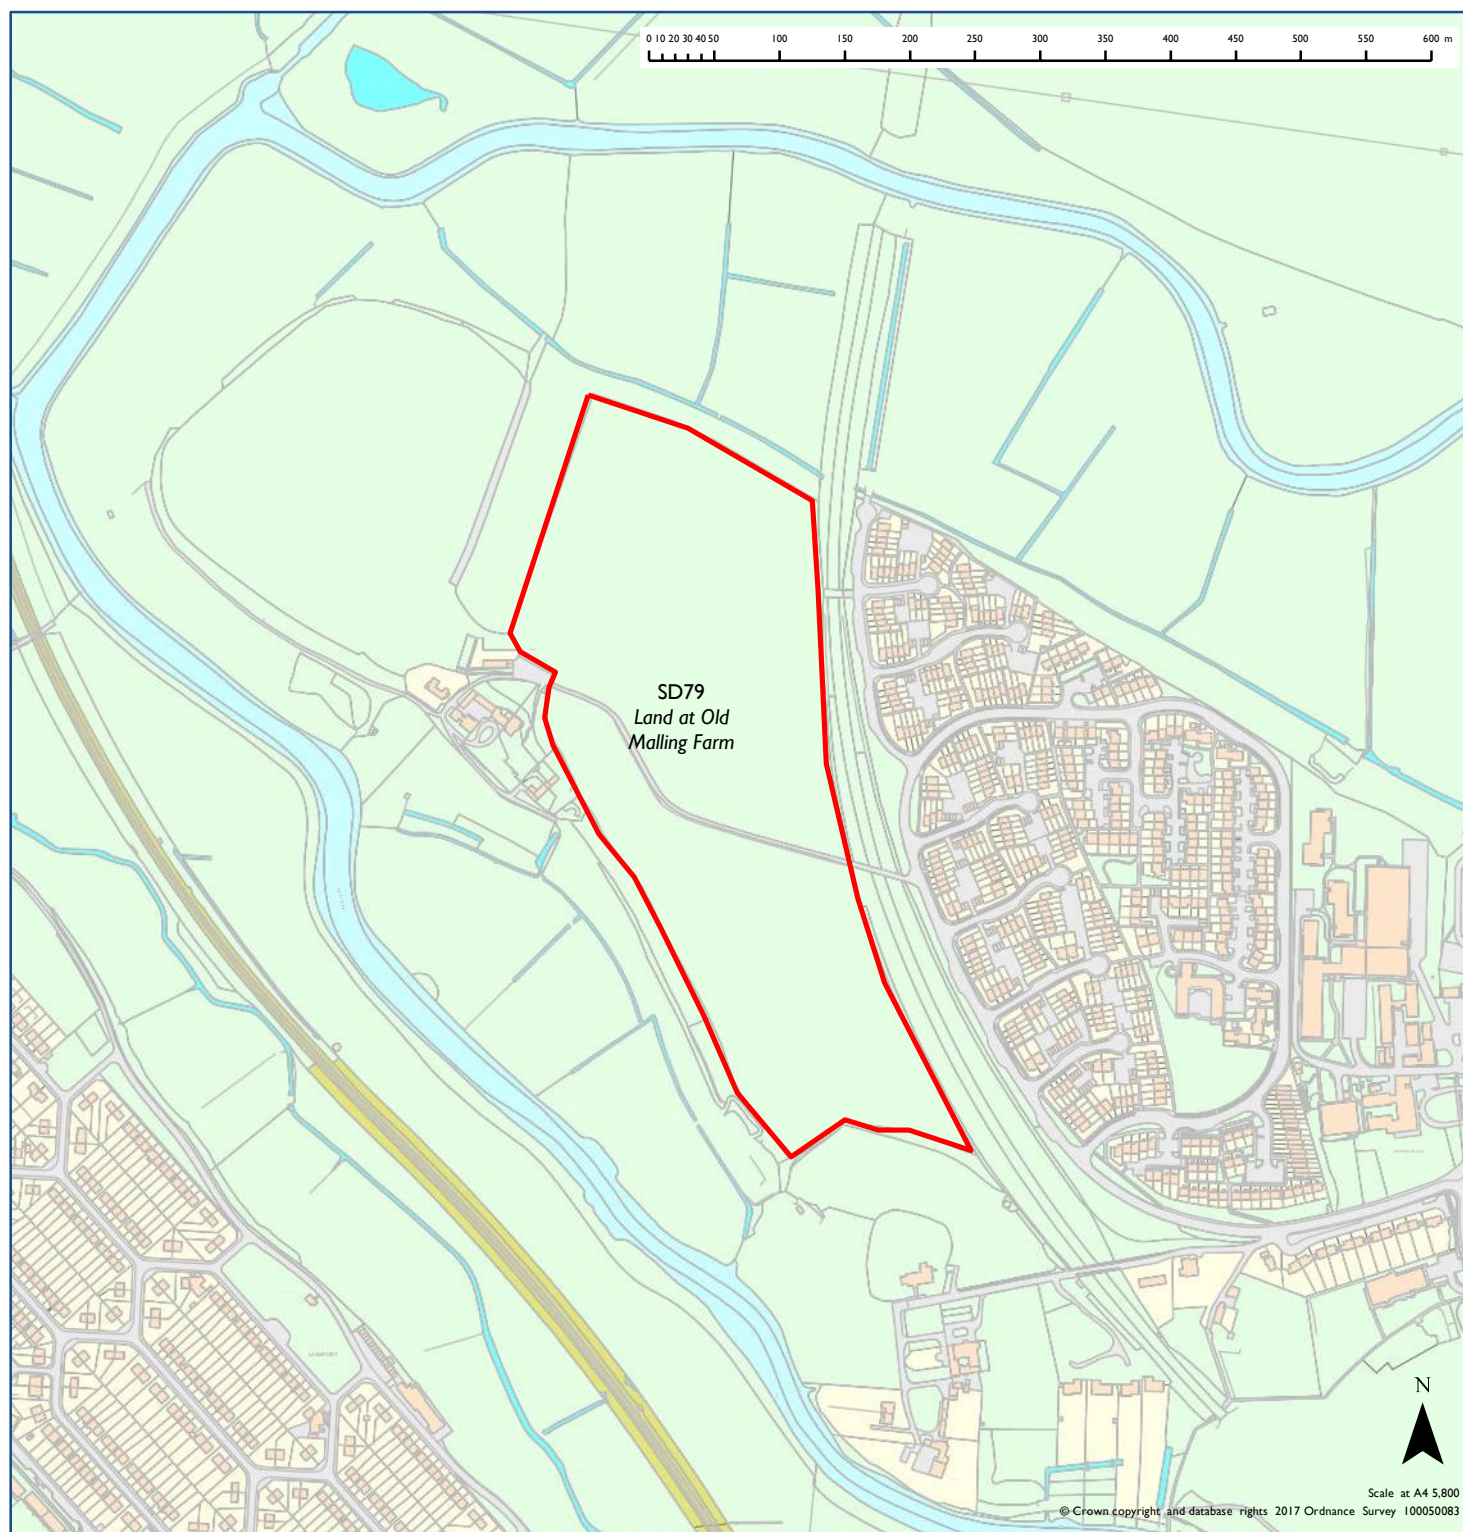 0 10 20 30 40 50 100 150 200 250 300 350 400 450 500 550 600 m
SD79
Land at Old
Malling Farm
LANDPORT
N
Scale at A4 5,800
© Crown copyright and database rights 2017 Ordnance Survey 100050083